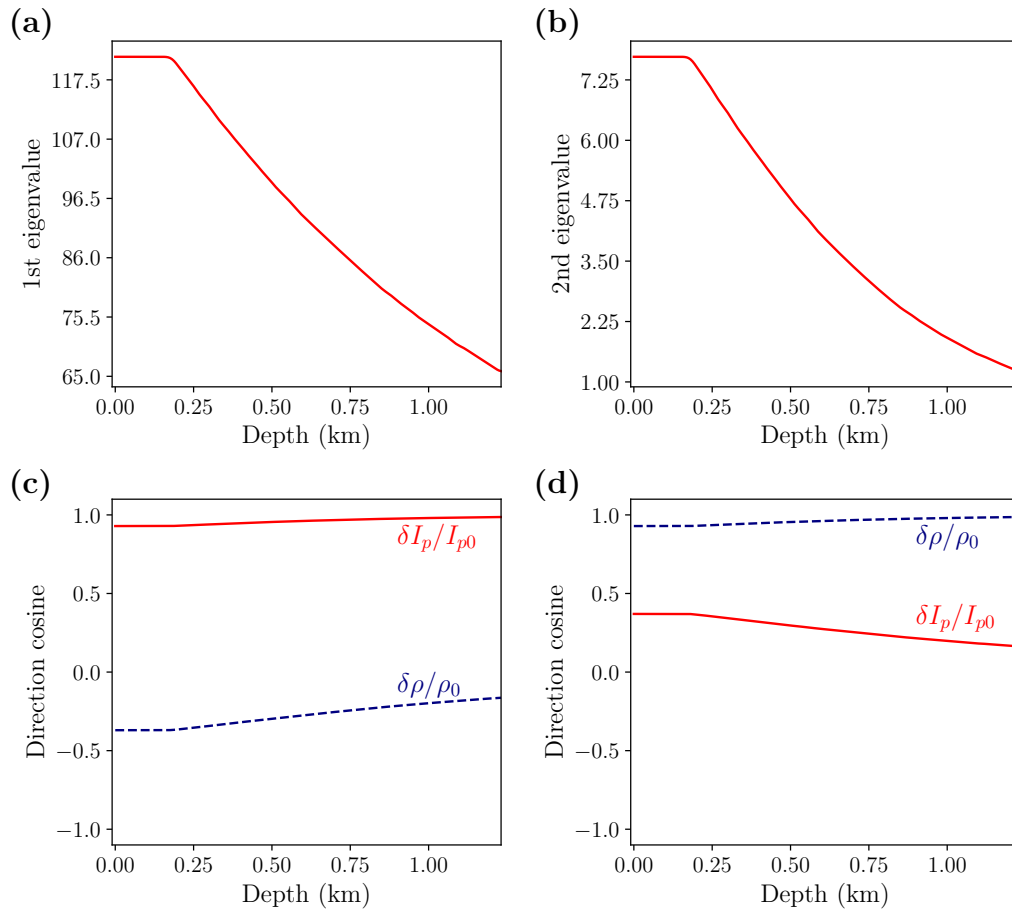 (a)
1st eigenvalue
117.5
107.0
96.5
86.0
75.5
65.0
0.00 0.25 0.50 0.75 1.00
Depth (km)
(b)
2nd eigenvalue
7.25
6.00
4.75
3.50
2.25
1.00
0.00 0.25 0.50 0.75 1.00
Depth (km)
(c)
Direction cosine
1.0
0.5
0.0
−0.5
−1.0
δI_p/I_{p0}
δρ/ρ_0
0.00 0.25 0.50 0.75 1.00
Depth (km)
(d)
Direction cosine
1.0
0.5
0.0
−0.5
−1.0
δρ/ρ_0
δI_p/I_{p0}
0.00 0.25 0.50 0.75 1.00
Depth (km)